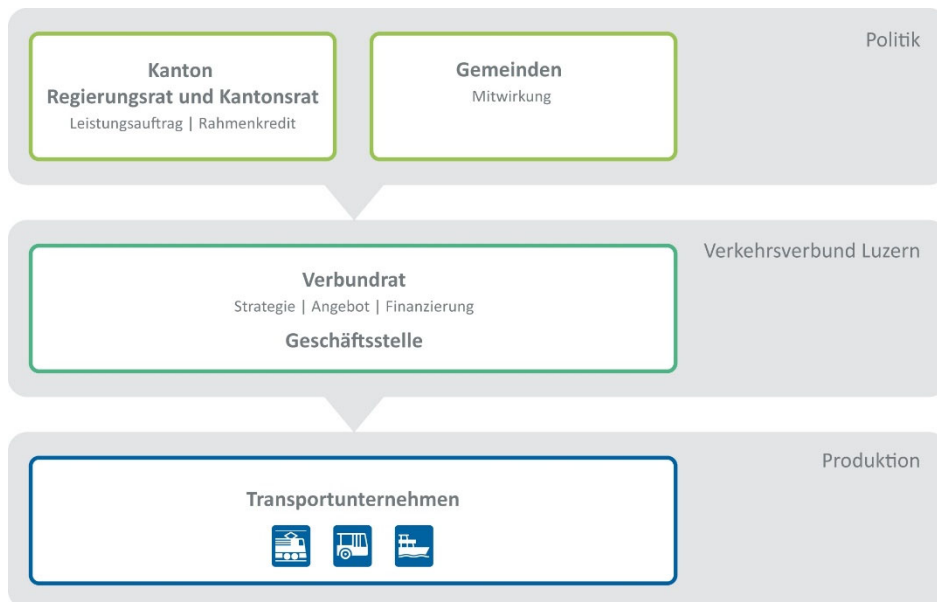 Politik
Kanton
Regierungsrat und Kantonsrat
Leistungsauftrag | Rahmenkredit
Gemeinden
Mitwirkung
Verkehrsverbund Luzern
Verbundrat
Strategie | Angebot | Finanzierung
Geschäftsstelle
Produktion
Transportunternehmen